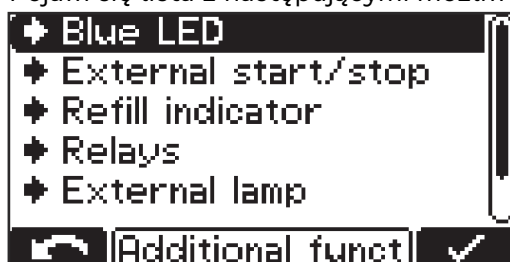 Blue LED
External start/stop
Refill indicator
Relays
External lamp
Additional funct